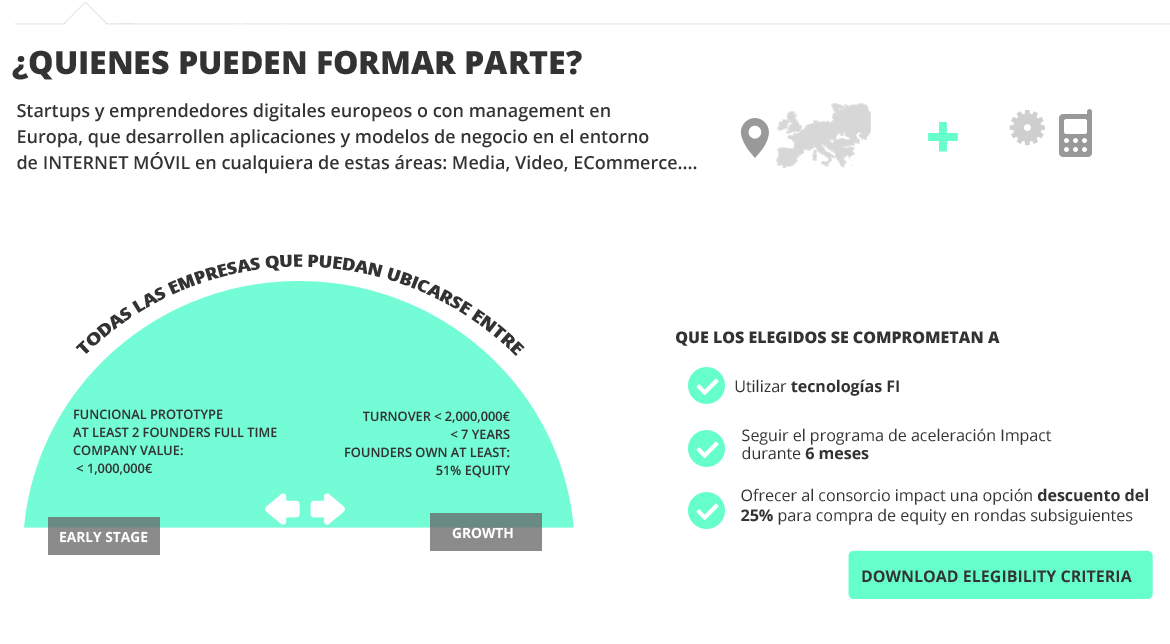 ¿QUIENES PUEDEN FORMAR PARTE?
Startups y emprendedores digitales europeos o con management en
Europa, que desarrollen aplicaciones y modelos de negocio en el entorno
de INTERNET MÓVIL en cualquiera de estas áreas: Media, Video, ECommerce....
TODAS LAS EMPRESAS QUE PUEDAN UBICARSE ENTRE
FUNCIONAL PROTOTYPE
AT LEAST 2 FOUNDERS FULL TIME
COMPANY VALUE:
< 1,000,000€
TURNOVER < 2,000,000€
< 7 YEARS
FOUNDERS OWN AT LEAST:
51% EQUITY
EARLY STAGE
GROWTH
QUE LOS ELEGIDOS SE COMPROMETAN A
Utilizar tecnologías FI
Seguir el programa de aceleración Impact
durante 6 meses
Ofrecer al consorcio impact una opción descuento del
25% para compra de equity en rondas subsiguientes
DOWNLOAD ELEGIBILITY CRITERIA